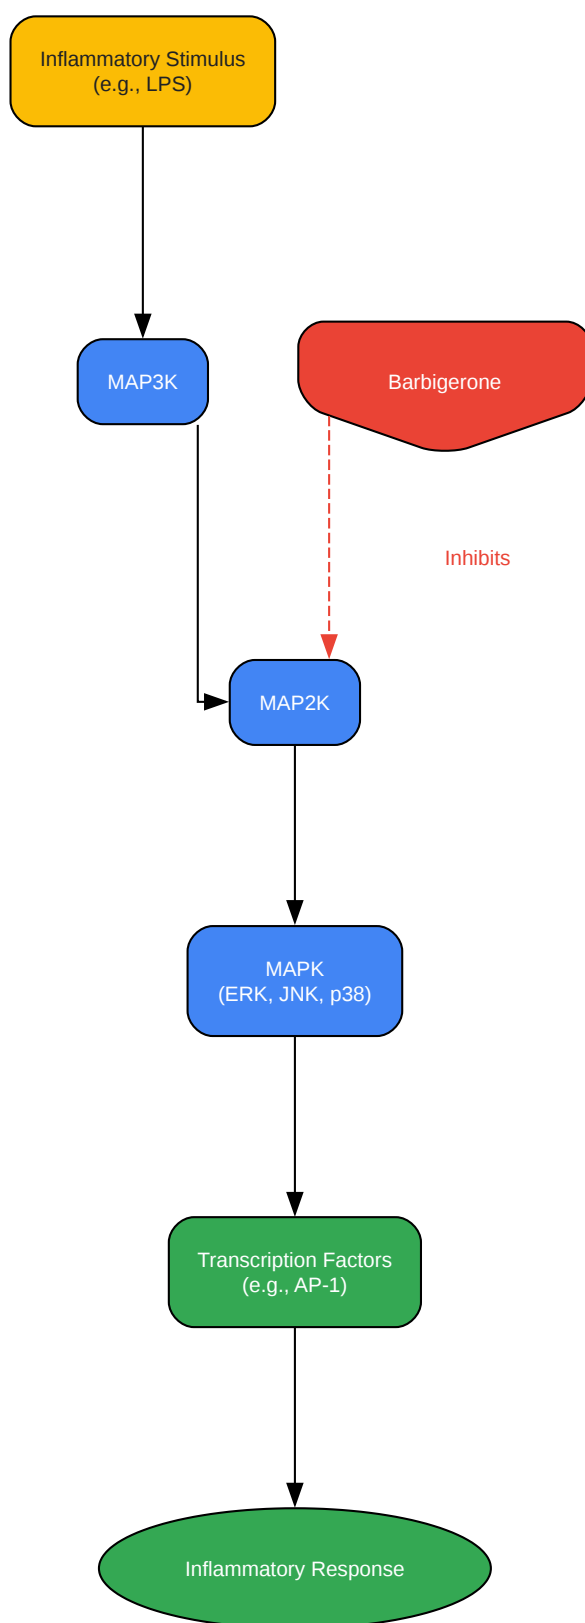 Inflammatory Stimulus
(e.g., LPS)
MAP3K
Barbigerone
Inhibits
MAP2K
MAPK
(ERK, JNK, p38)
Transcription Factors
(e.g., AP-1)
Inflammatory Response